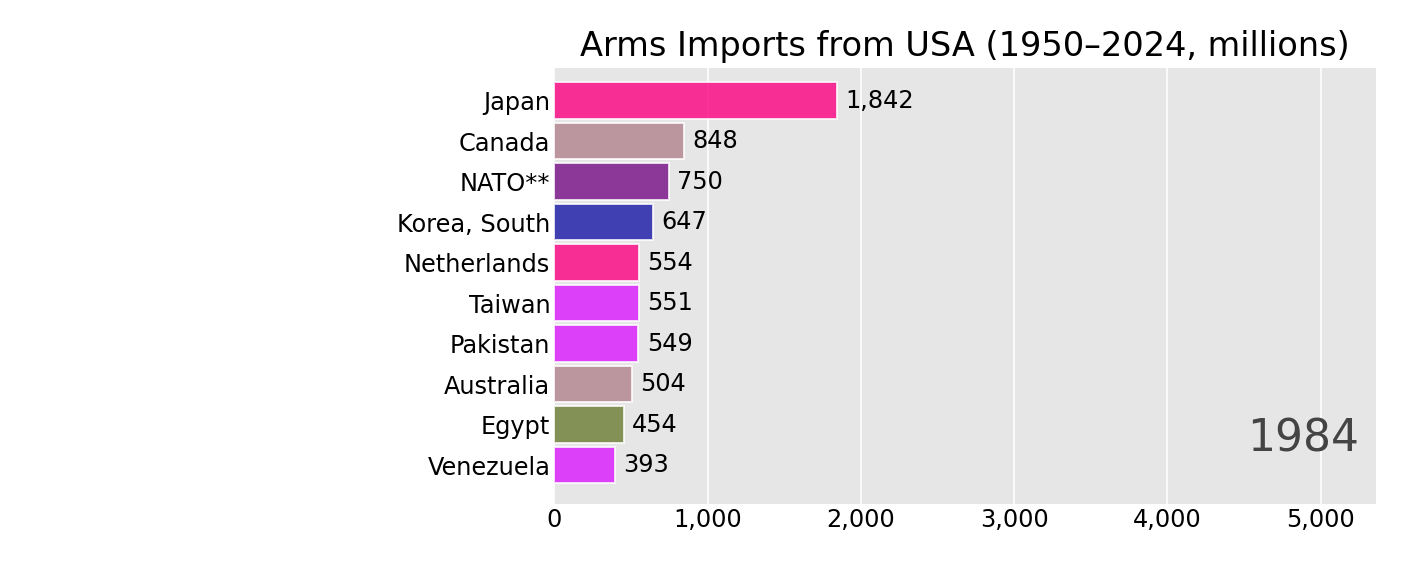 Arms Imports from USA (1950–2024, millions)
Japan 1,842
Canada 848
NATO** 750
Korea, South 647
Netherlands 554
Taiwan 551
Pakistan 549
Australia 504
Egypt 454
Venezuela 393
1984
0 1,000 2,000 3,000 4,000 5,000